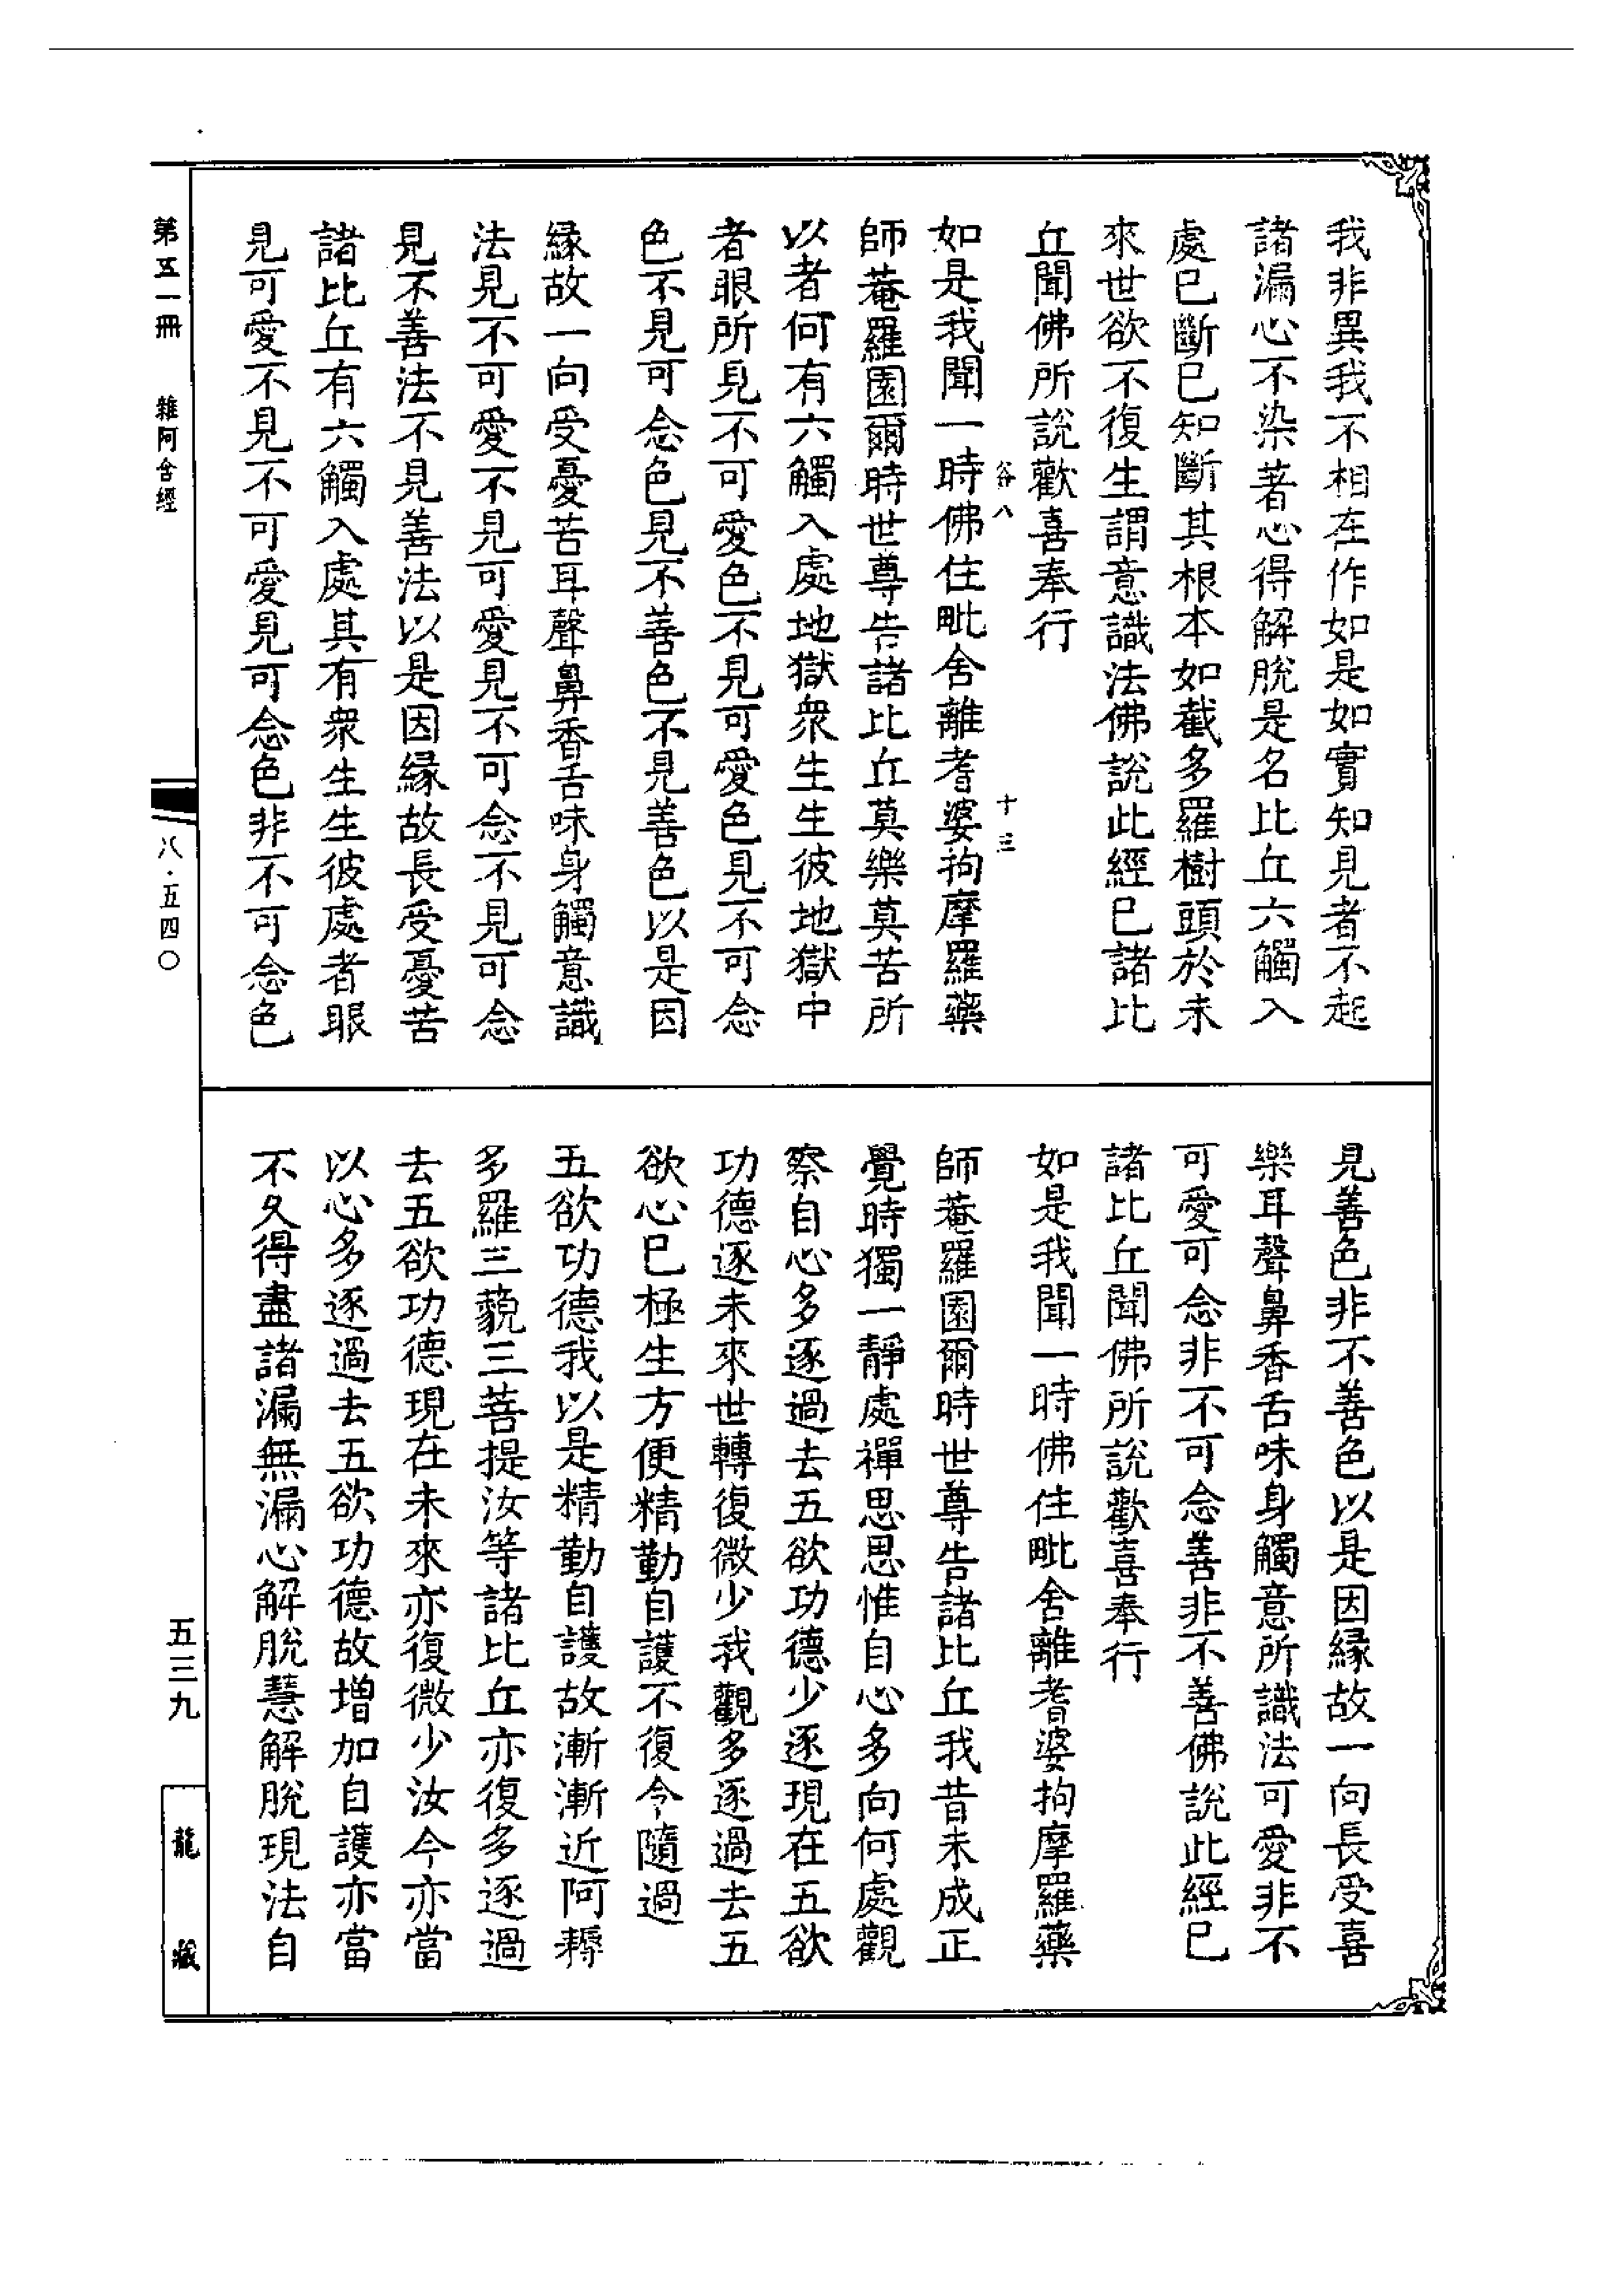 我非異我不相在作如是如實知見者不起
諸漏心不染著心得解脫是名比丘六觸入
處已斷已知斷其根本如截多羅樹頭於未
來世欲不復生謂意識法佛說此經已諸比
丘聞佛所說歡喜奉行
谷八 十三
如是我聞一時佛住毗舍離耆婆拘摩羅藥
師菴羅園爾時世尊告諸比丘莫樂莫苦所
以者何有六觸入處地獄衆生生彼地獄中
者眼所見不可愛色不見可愛色見不可念
色不見可念色見不善色不見善色以是因
緣故一向受憂苦耳聲鼻香舌味身觸意識
法見不可愛不見可愛見不可念不見可念
見不善法不見善法以是因緣故長受憂苦
諸比丘有六觸入處其有衆生生彼處者眼
見可愛不見不可愛見可念色非不可念色
見善色非不善色以是因緣故一向長受喜
樂耳聲鼻香舌味身觸意所識法可愛非不
可愛可念非不可念善非不善佛說此經已
諸比丘聞佛所說歡喜奉行
如是我聞一時佛住毗舍離耆婆拘摩羅藥
師菴羅園爾時世尊告諸比丘我昔未成正
覺時獨一靜處禪思思惟自心多向何處觀
察自心多逐過去五欲功德少逐現在五欲
功德逐未來世轉復微少我觀多逐過去五
欲心已極生方便精勤自護不復令隨過
五欲功德我以是精勤自護故漸漸近阿耨
多羅三藐三菩提汝等諸比丘亦復多逐過
去五欲功德現在未來亦復微少汝今亦當
以心多逐過去五欲功德故增加自護亦當
不久得盡諸漏無漏心解脫慧解脫現法自
第五一冊 雜阿含經
八·五四〇
五三九
龍藏